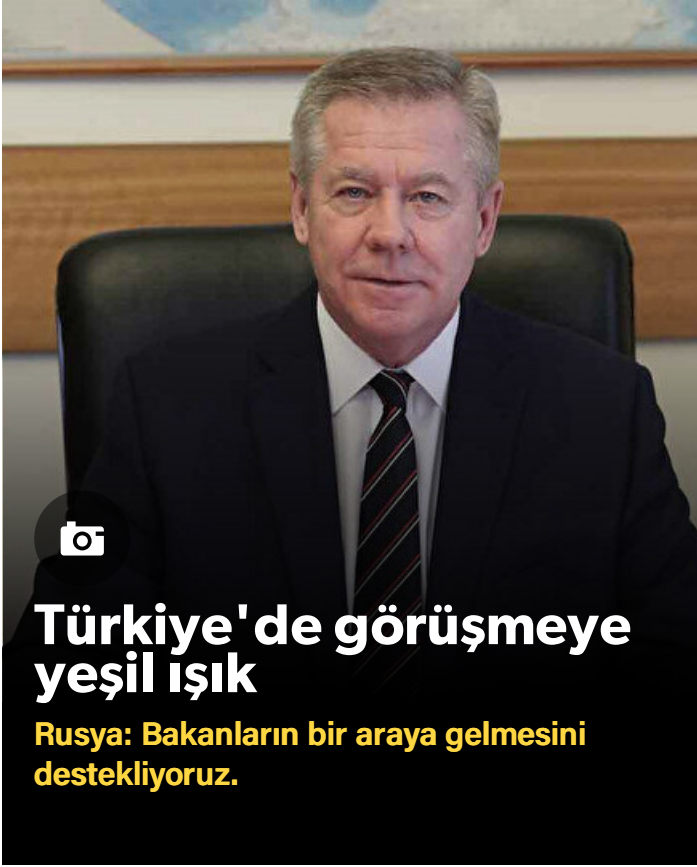 Türkiye'de görüşmeye
yeşil ışık
Rusya: Bakanların bir araya gelmesini
destekliyoruz.